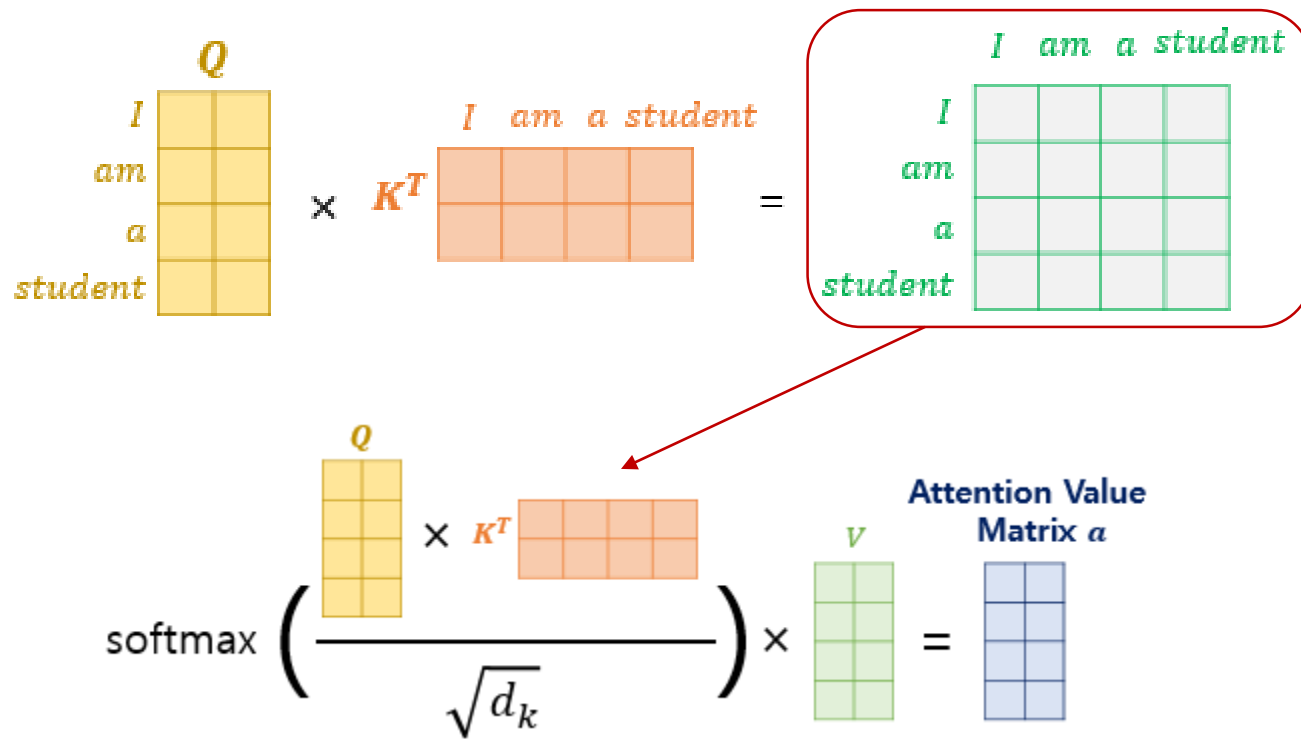 Q
I
am
a
student
×
K^T
I am a student
=
I am a student
I
am
a
student
softmax
(
Q
×
K^T
√d_k
)
×
V
=
Attention Value
Matrix a